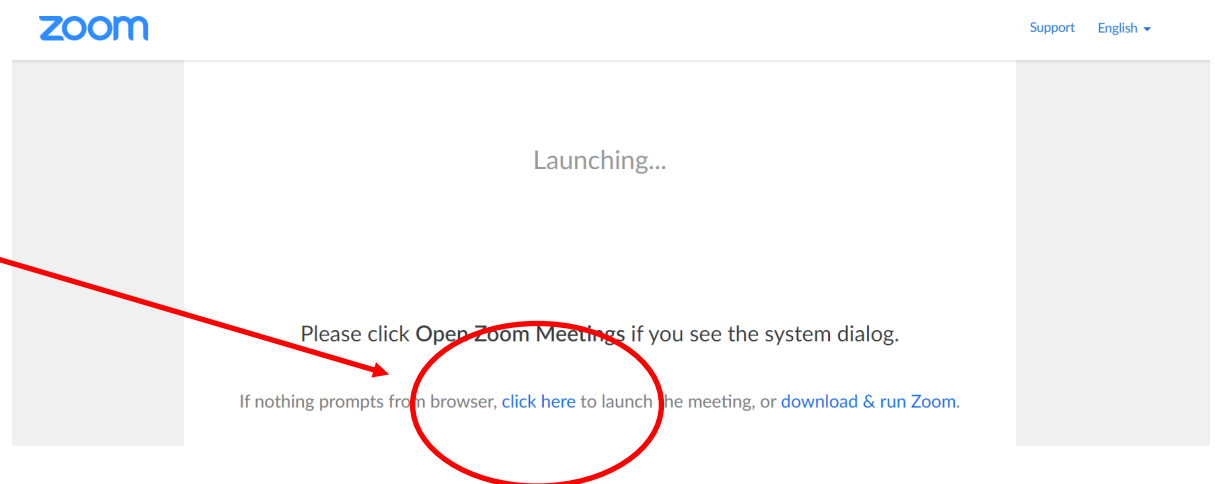 zoom
Support English
Launching...
Please click Open Zoom Meetings if you see the system dialog.
If nothing prompts from browser, click here to launch the meeting, or download & run Zoom.